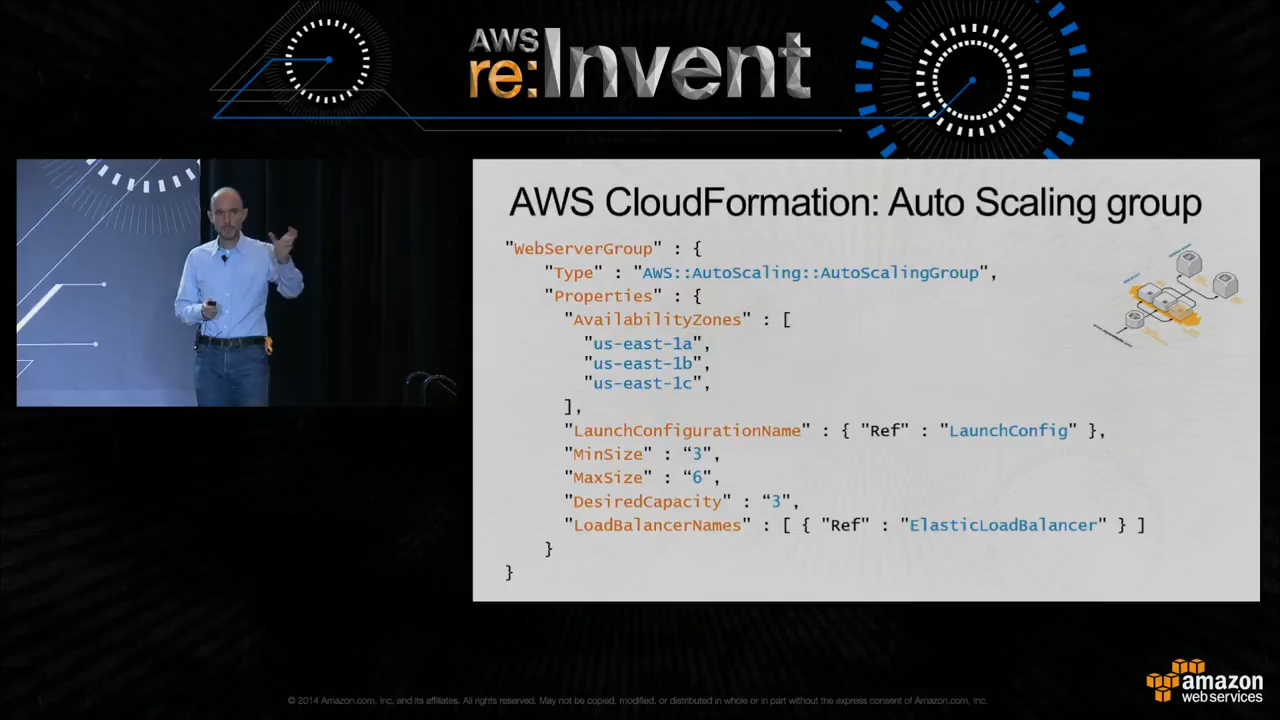 AWS
re:Invent
AWS CloudFormation: Auto Scaling group
"WebServerGroup" : {
"Type" : "AWS::AutoScaling::AutoScalingGroup",
"Properties" : {
"AvailabilityZones" : [
"us-east-1a",
"us-east-1b",
"us-east-1c",
],
"LaunchConfigurationName" : { "Ref" : "LaunchConfig" },
"MinSize" : “3”,
"MaxSize" : “6”,
"DesiredCapacity" : “3”,
"LoadBalancerNames" : [ { "Ref" : "ElasticLoadBalancer" } ]
}
}
© 2014 Amazon.com, Inc, and its affiliates. All rights reserved. May not be copied, modified, or distributed in whole or in part without the express consent of Amazon.com, Inc.
amazon
web services